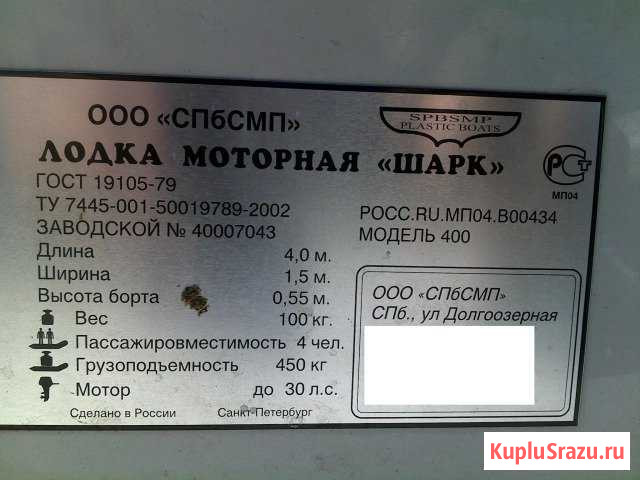 ООО «СПбСМП»
SPBSMP
PLASTIC BOATS
ЛОДКА МОТОРНАЯ «ШАРК»
РСТ
МП04
ГОСТ 19105-79
ТУ 7445-001-50019789-2002
ЗАВОДСКОЙ № 40007043
РОСС.RU.МП04.В00434
МОДЕЛЬ 400
Длина 4,0 м.
Ширина 1,5 м.
Высота борта 0,55 м.
Вес 100 кг.
Пассажировместимость 4 чел.
Грузоподъемность 450 кг
Мотор до 30 л.с.
Сделано в России Санкт-Петербург
ООО «СПбСМП»
СПб., ул Долгоозерная
KupluSrazu.ru